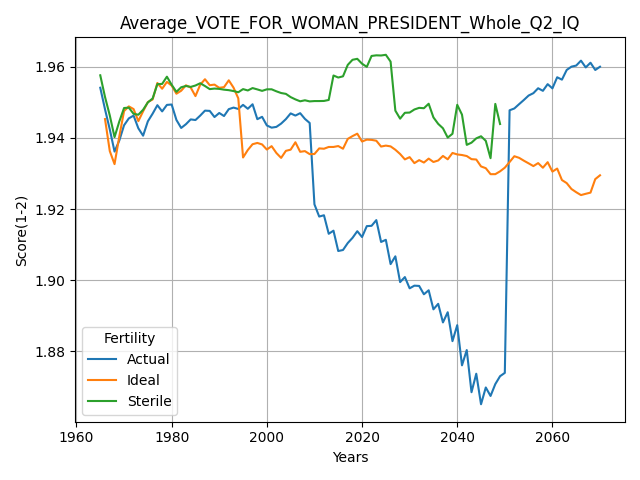 Average_VOTE_FOR_WOMAN_PRESIDENT_Whole_Q2_IQ
Score(1-2)
1.96
1.94
1.92
1.90
1.88
Fertility
Actual
Ideal
Sterile
1960
1980
2000
2020
2040
2060
Years